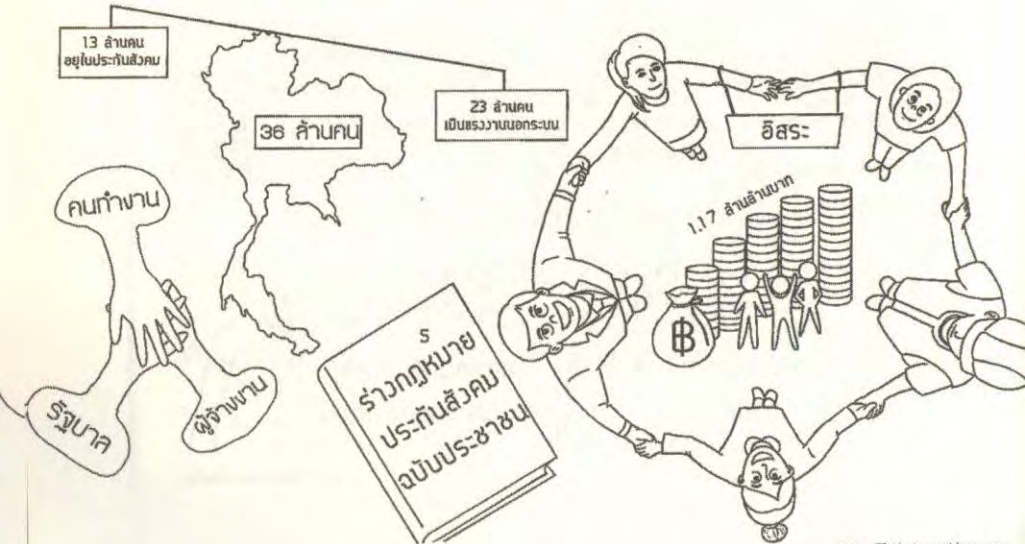 13 ล้านคน
อยู่ในประกันสังคม
36 ล้านคน
23 ล้านคน
เป็นแรงงานนอกระบบ
อิสระ
คนทำงาน
รัฐบาล
ผู้จ้างงาน
ร
ร่างกฎหมาย
ประกันสังคม
ฉบับประชาชน
1.17 ล้านล้านบาท
฿